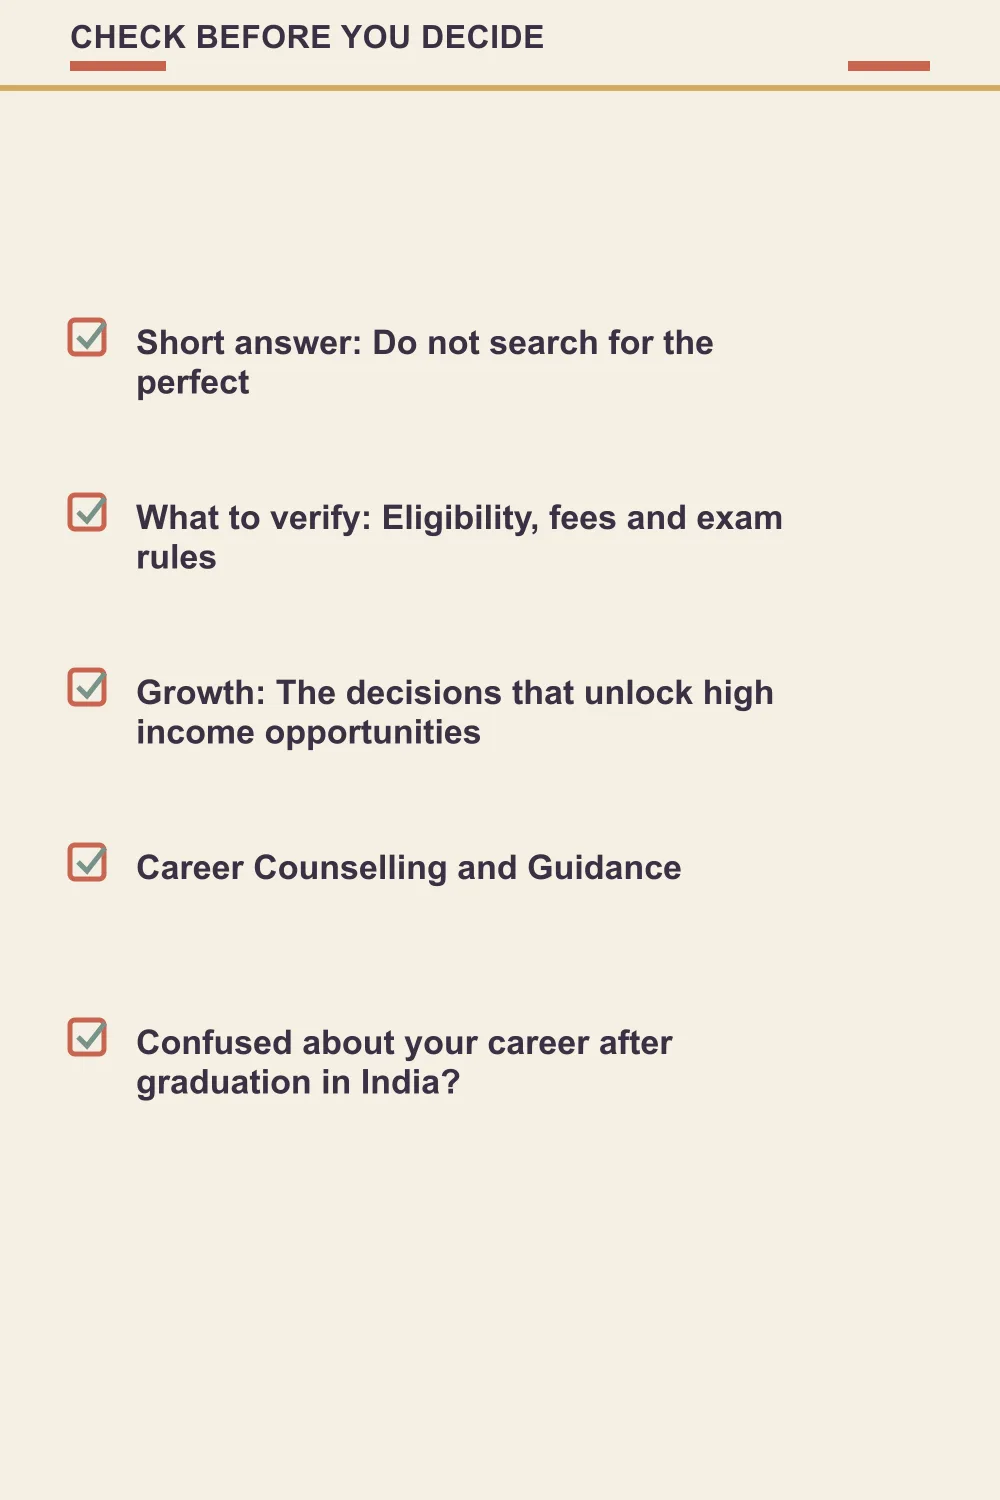 CHECK BEFORE YOU DECIDE
Short answer: Do not search for the
perfect
What to verify: Eligibility, fees and exam
rules
Growth: The decisions that unlock high
income opportunities
Career Counselling and Guidance
Confused about your career after
graduation in India?